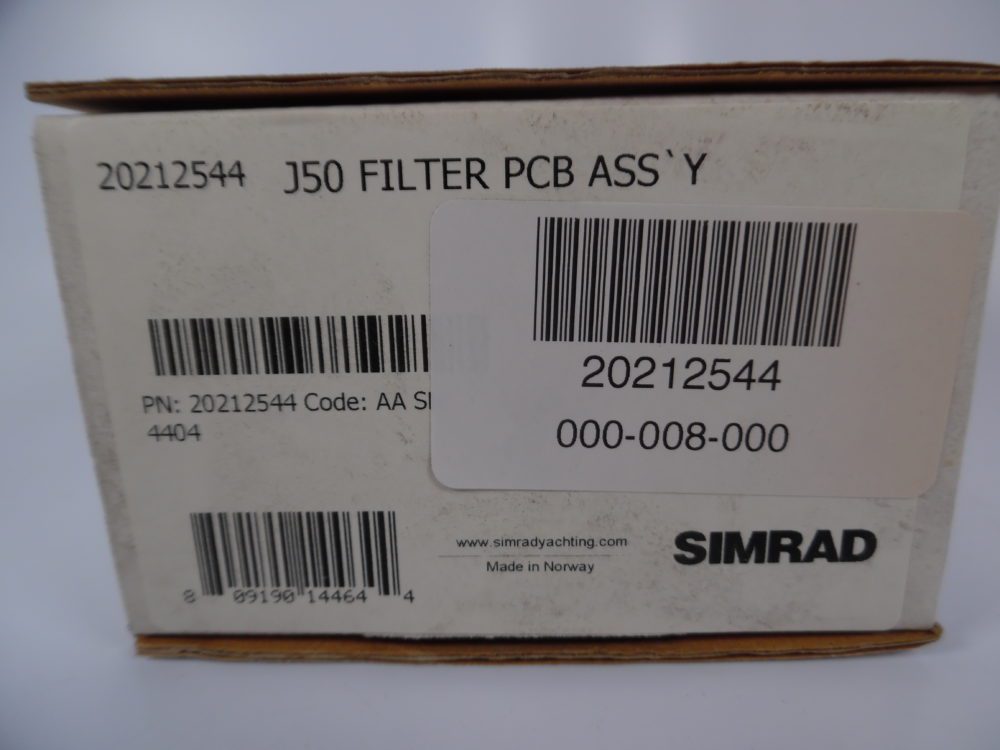 20212544 J50 FILTER PCB ASS`Y
20212544
000-008-000
PN: 20212544 Code: AA
4404
www.simradyachting.com
Made in Norway
SIMRAD
8 09190 14464 4